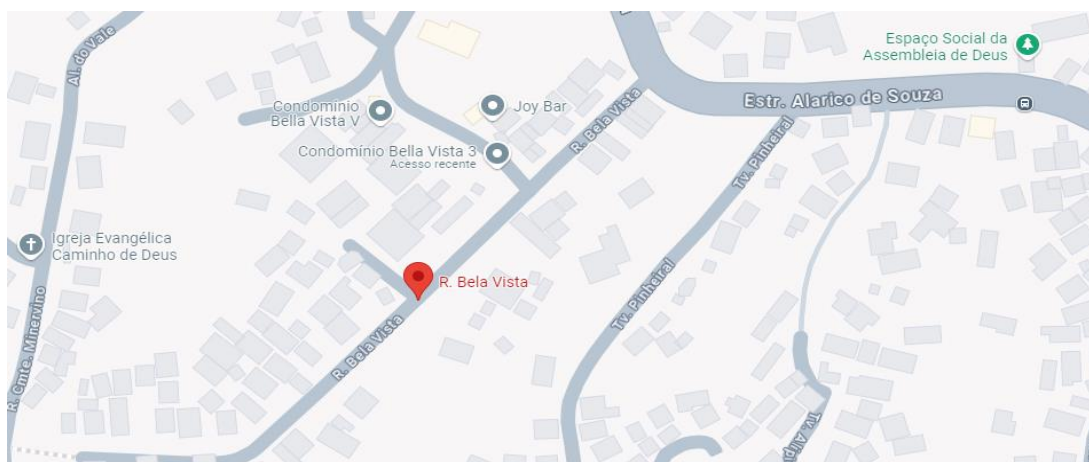 Al. do Vale
Espaço Social da
Assembleia de Deus
Estr. Alarico de Souza
Condomínio
Bella Vista V
Joy Bar
R. Bela Vista
Condomínio Bella Vista 3
Acesso recente
Tv. Pinheiral
Igreja Evangélica
Caminho de Deus
R. Bela Vista
Tv. Pinheiral
R. Bela Vista
R. Cmte. Minervino